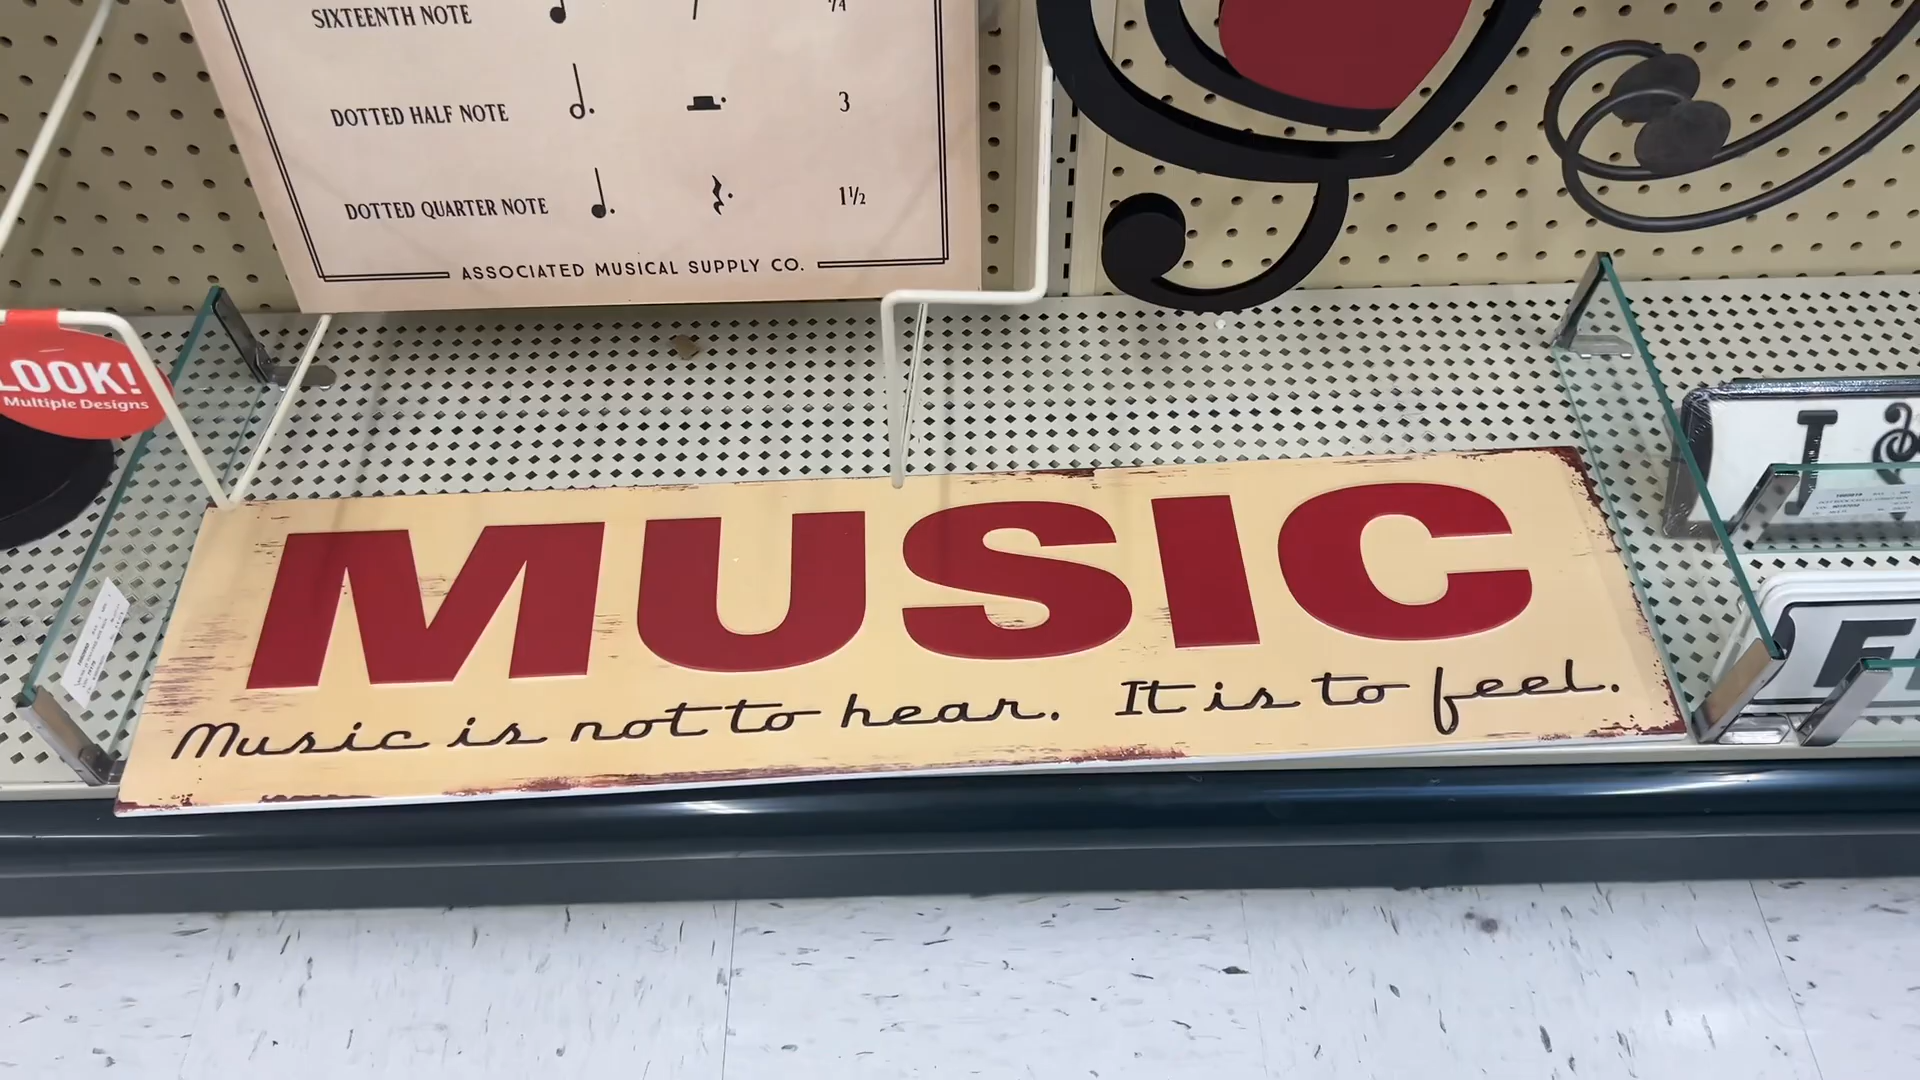 SIXTEENTH NOTE
DOTTED HALF NOTE 3
DOTTED QUARTER NOTE 1½
ASSOCIATED MUSICAL SUPPLY CO.
LOOK!
Multiple Designs
MUSIC
Music is not to hear. It is to feel.
I